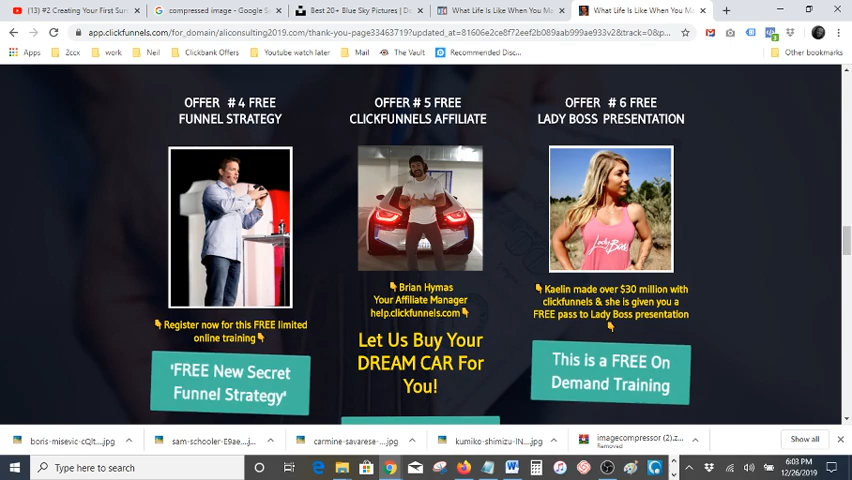 (13) #2 Creating Your First Surv
compressed image - Google S
Best 20+ Blue Sky Pictures | Do
What Life Is Like When You Ma
What Life Is Like When You M
app.clickfunnels.com/for_domain/aliconsulting2019.com/thank-you-page33463719?updated_at=81606e2ce8f72eef2b089aab999ae933v2&track=0&p...
Apps
2ccx
work
Neil
Clickbank Offers
Youtube watch later
Mail
The Vault
Recommended Disc...
Other bookmarks
OFFER # 4 FREE
FUNNEL STRATEGY
Register now for this FREE limited
online training
'FREE New Secret
Funnel Strategy'
OFFER # 5 FREE
CLICKFUNNELS AFFILIATE
Brian Hymas
Your Affiliate Manager
help.clickfunnels.com
Let Us Buy Your
DREAM CAR For
You!
OFFER # 6 FREE
LADY BOSS PRESENTATION
Lady Boss
Kaelin made over $30 million with
clickfunnels & she is given you a
FREE pass to Lady Boss presentation
This is a FREE On
Demand Training
boris-misevic-cQIt....jpg
sam-schooler-E9ae....jpg
carmine-savarese-....jpg
kumiko-shimizu-IN....jpg
imagecompressor (2).z...
Removed
Show all
Type here to search
6:03 PM
12/26/2019